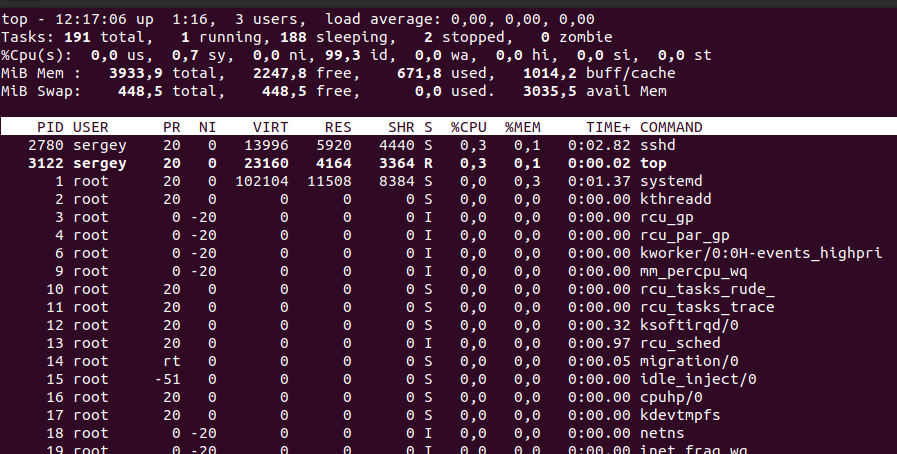 top - 12:17:06 up  1:16,  3 users,  load average: 0,00, 0,00, 0,00
Tasks: 191 total,   1 running, 188 sleeping,   2 stopped,   0 zombie
%Cpu(s):  0,0 us,  0,7 sy,  0,0 ni, 99,3 id,  0,0 wa,  0,0 hi,  0,0 si,  0,0 st
MiB Mem :   3933,9 total,   2247,8 free,    671,8 used,   1014,2 buff/cache
MiB Swap:    448,5 total,    448,5 free,      0,0 used.   3035,5 avail Mem
PID USER      PR  NI    VIRT    RES    SHR S  %CPU  %MEM     TIME+ COMMAND
2780 sergey    20   0   13996   5920   4440 S   0,3   0,1   0:02.82 sshd
3122 sergey    20   0   23160   4164   3364 R   0,3   0,1   0:00.02 top
1 root      20   0  102104  11508   8384 S   0,0   0,3   0:01.37 systemd
2 root      20   0       0      0      0 S   0,0   0,0   0:00.00 kthreadd
3 root       0 -20       0      0      0 I   0,0   0,0   0:00.00 rcu_gp
4 root       0 -20       0      0      0 I   0,0   0,0   0:00.00 rcu_par_gp
6 root       0 -20       0      0      0 I   0,0   0,0   0:00.00 kworker/0:0H-events_highpri
9 root       0 -20       0      0      0 I   0,0   0,0   0:00.00 mm_percpu_wq
10 root      20   0       0      0      0 S   0,0   0,0   0:00.00 rcu_tasks_rude_
11 root      20   0       0      0      0 S   0,0   0,0   0:00.00 rcu_tasks_trace
12 root      20   0       0      0      0 S   0,0   0,0   0:00.32 ksoftirqd/0
13 root      20   0       0      0      0 I   0,0   0,0   0:00.97 rcu_sched
14 root      rt   0       0      0      0 S   0,0   0,0   0:00.05 migration/0
15 root     -51   0       0      0      0 S   0,0   0,0   0:00.00 idle_inject/0
16 root      20   0       0      0      0 S   0,0   0,0   0:00.00 cpuhp/0
17 root      20   0       0      0      0 S   0,0   0,0   0:00.00 kdevtmpfs
18 root       0 -20       0      0      0 I   0,0   0,0   0:00.00 netns
19 root       0 -20       0      0      0 I   0,0   0,0   0:00.00 inet_frag_wq